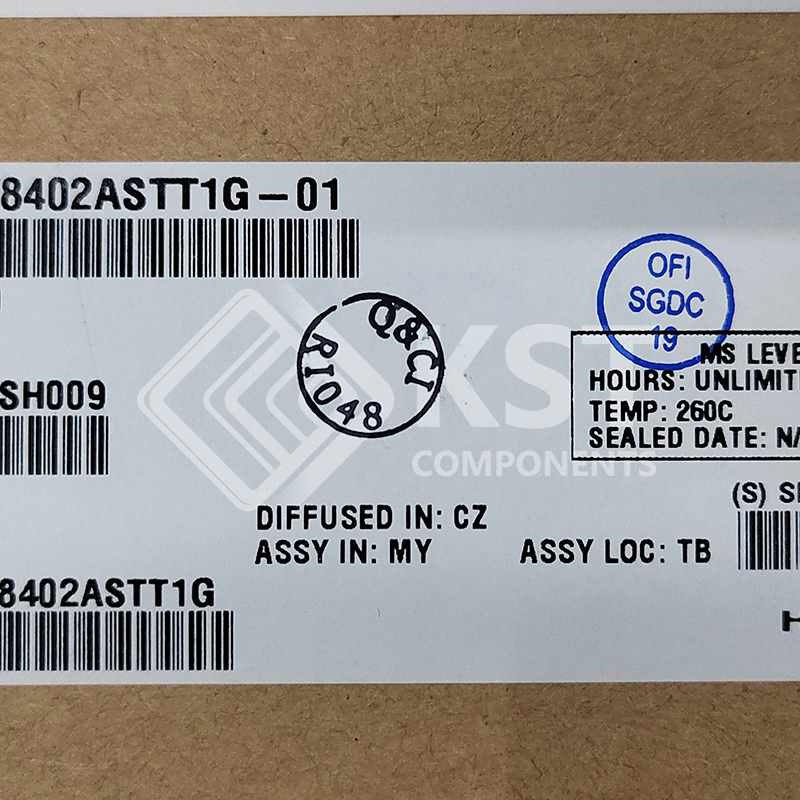 8402ASTT1G-01
OFI
SGDC
19
Q&CI
RI048
KST
COMPONENTS
MS LEVE
HOURS: UNLIMIT
TEMP: 260C
SEALED DATE: N/
SH009
(S) S
DIFFUSED IN: CZ
ASSY IN: MY
ASSY LOC: TB
8402ASTT1G
H